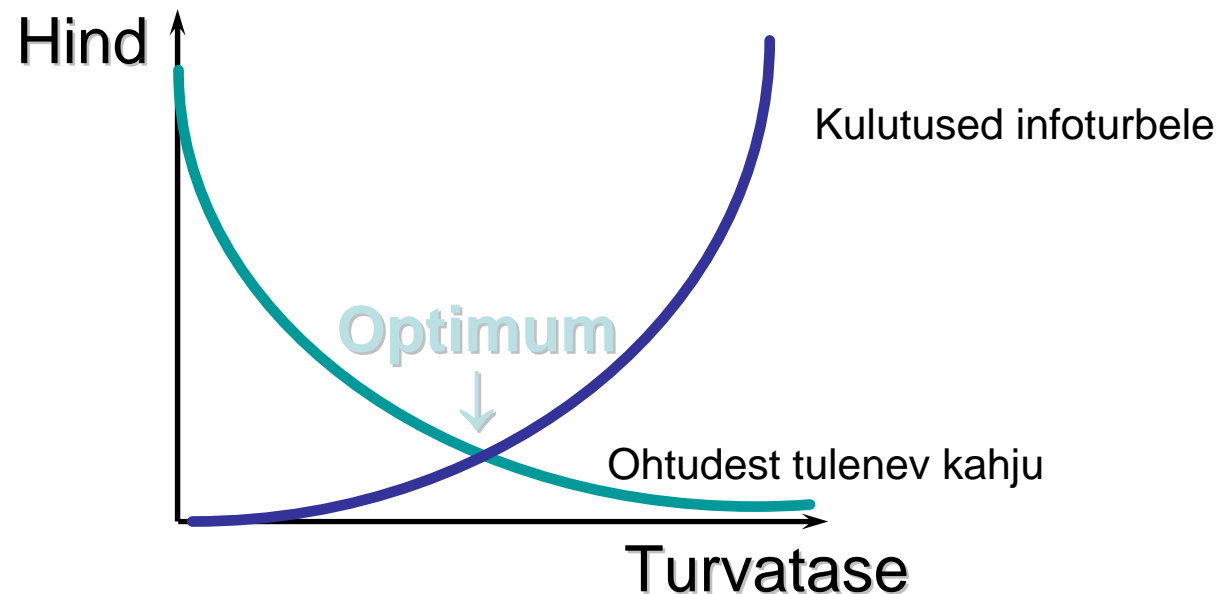 Hind
Kulutused infoturbele
Optimum
↓
Ohtudest tulenev kahju
Turvatase